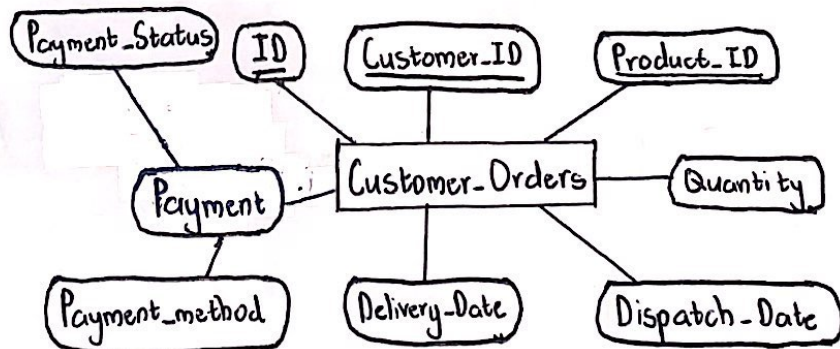 Payment_Status
ID
Customer_ID
Product_ID
Customer_Orders
Quantity
Payment
Payment_method
Delivery_Date
Dispatch_Date